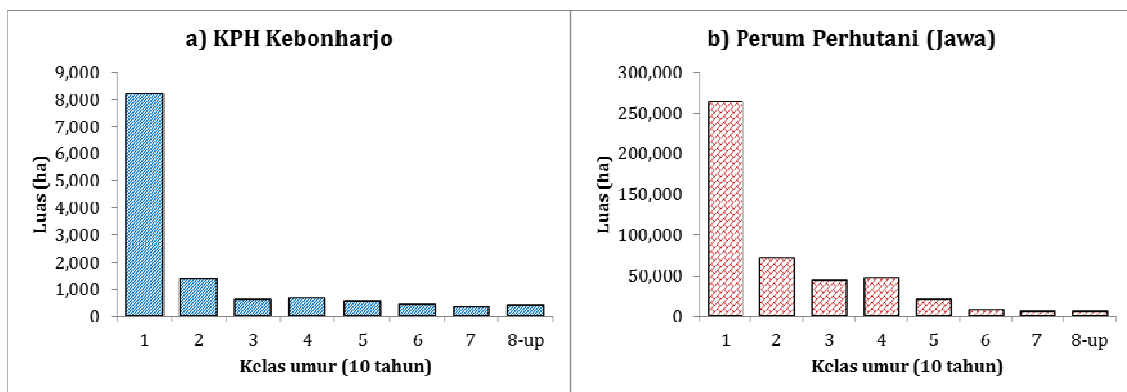 a) KPH Kebonharjo
9,000
8,000
7,000
6,000
5,000
4,000
3,000
2,000
1,000
0
Luas (ha)
1 2 3 4 5 6 7 8-up
Kelas umur (10 tahun)
b) Perum Perhutani (Jawa)
300,000
250,000
200,000
150,000
100,000
50,000
0
Luas (ha)
1 2 3 4 5 6 7 8-up
Kelas umur (10 tahun)